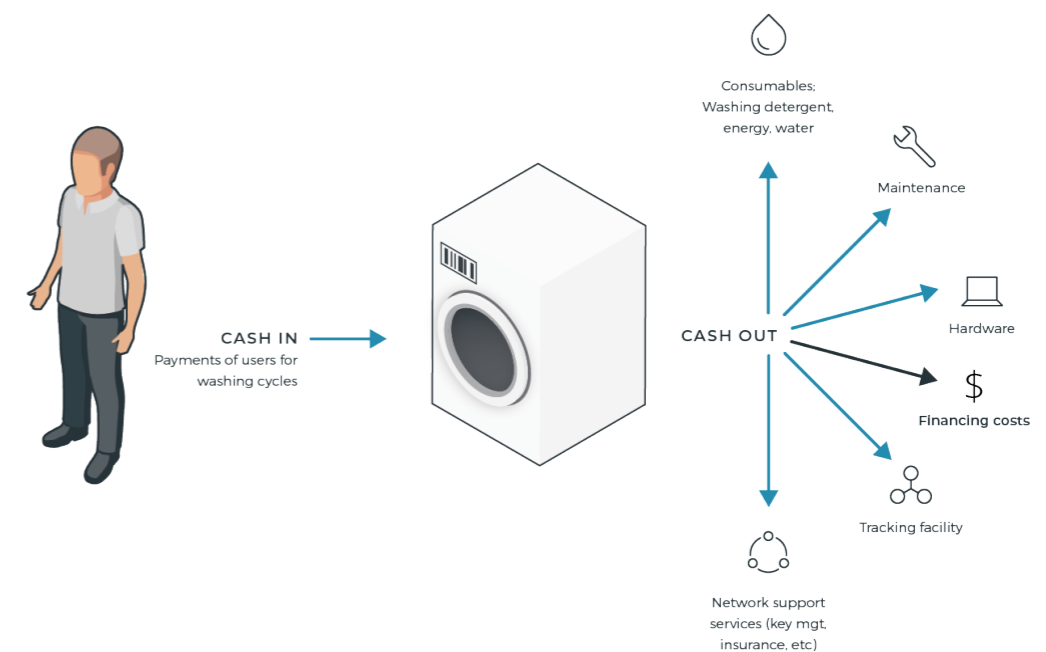 CASH IN
Payments of users for
washing cycles
CASH OUT
Consumables;
Washing detergent,
energy, water
Maintenance
Hardware
$
Financing costs
Tracking facility
Network support
services (key mgt,
insurance, etc)